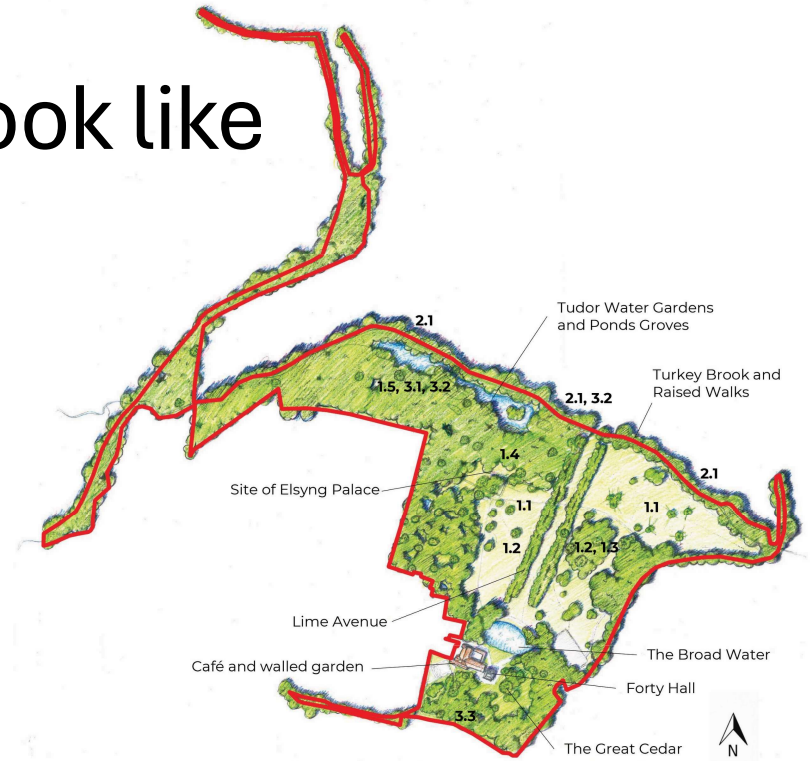 ook like
Tudor Water Gardens
and Ponds Groves
2.1
Turkey Brook and
Raised Walks
1.5, 3.1, 3.2
2.1, 3.2
1.4
2.1
Site of Elsyng Palace
1.1
1.1
1.2
1.2, 1.3
Lime Avenue
The Broad Water
Café and walled garden
Forty Hall
3.3
The Great Cedar
N